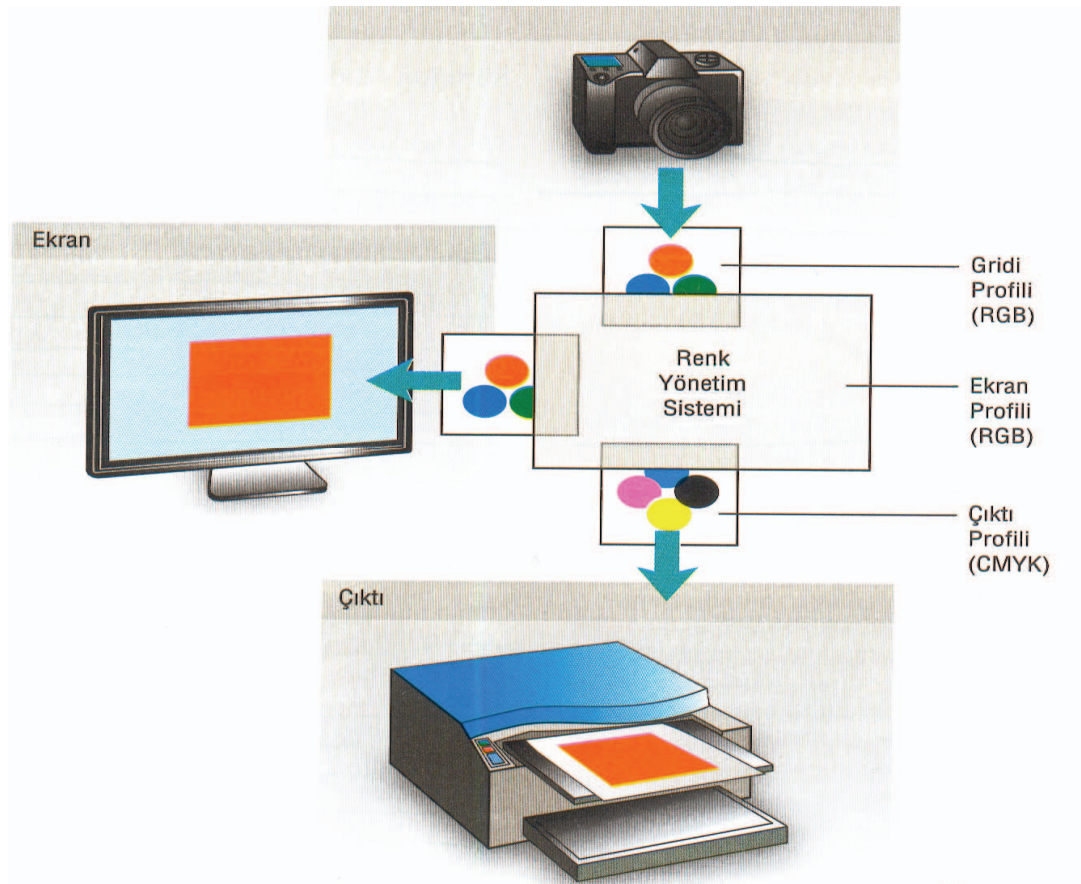 Ekran
Gridi
Profili
(RGB)
Renk
Yönetim
Sistemi
Ekran
Profili
(RGB)
Çıktı
Profili
(CMYK)
Çıktı